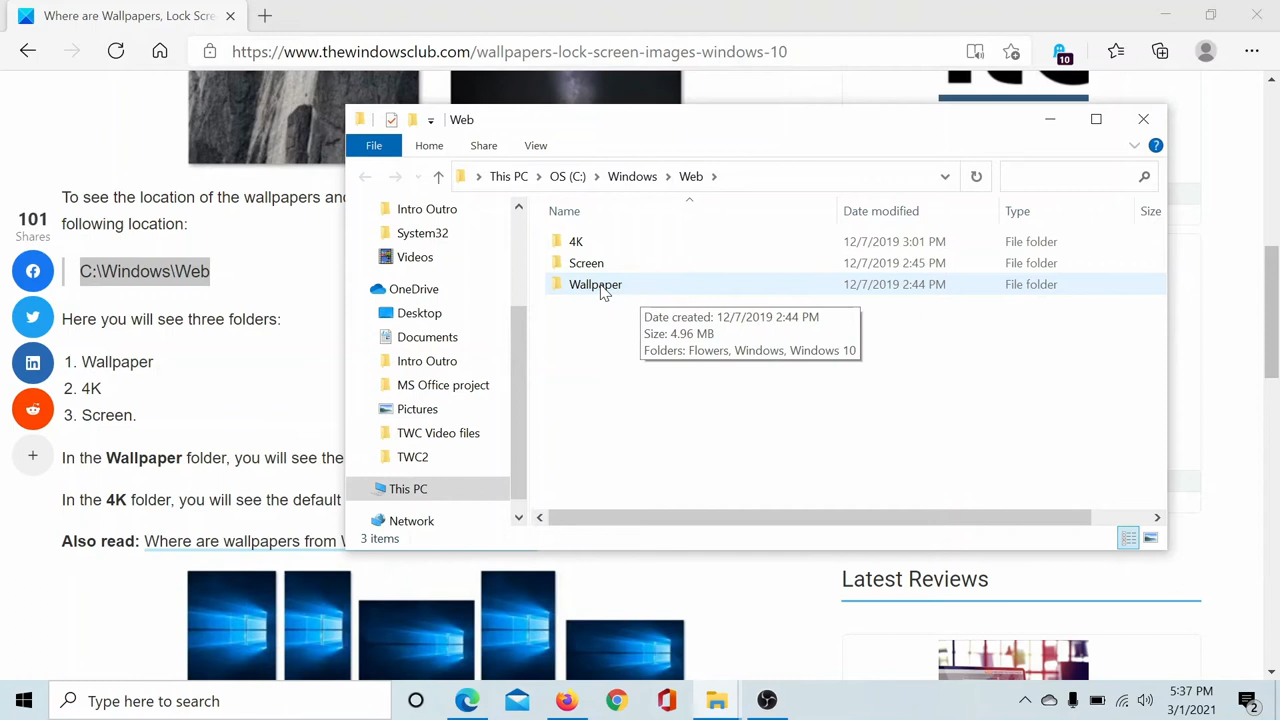 Where are Wallpapers, Lock Scre
https://www.thewindowsclub.com/wallpapers-lock-screen-images-windows-10
10
To see the location of the wallpapers and
following location:
101
Shares
C:\Windows\Web
Here you will see three folders:
1. Wallpaper
2. 4K
3. Screen.
In the Wallpaper folder, you will see the
In the 4K folder, you will see the default
Also read: Where are wallpapers from W
Web
File Home Share View
This PC OS (C:) Windows Web
Name Date modified Type Size
Intro Outro
System32
Videos
OneDrive
Desktop
Documents
Intro Outro
MS Office project
Pictures
TWC Video files
TWC2
This PC
Network
4K 12/7/2019 3:01 PM File folder
Screen 12/7/2019 2:45 PM File folder
Wallpaper 12/7/2019 2:44 PM File folder
Date created: 12/7/2019 2:44 PM
Size: 4.96 MB
Folders: Flowers, Windows, Windows 10
3 items
Latest Reviews
Type here to search
5:37 PM
3/1/2021
2